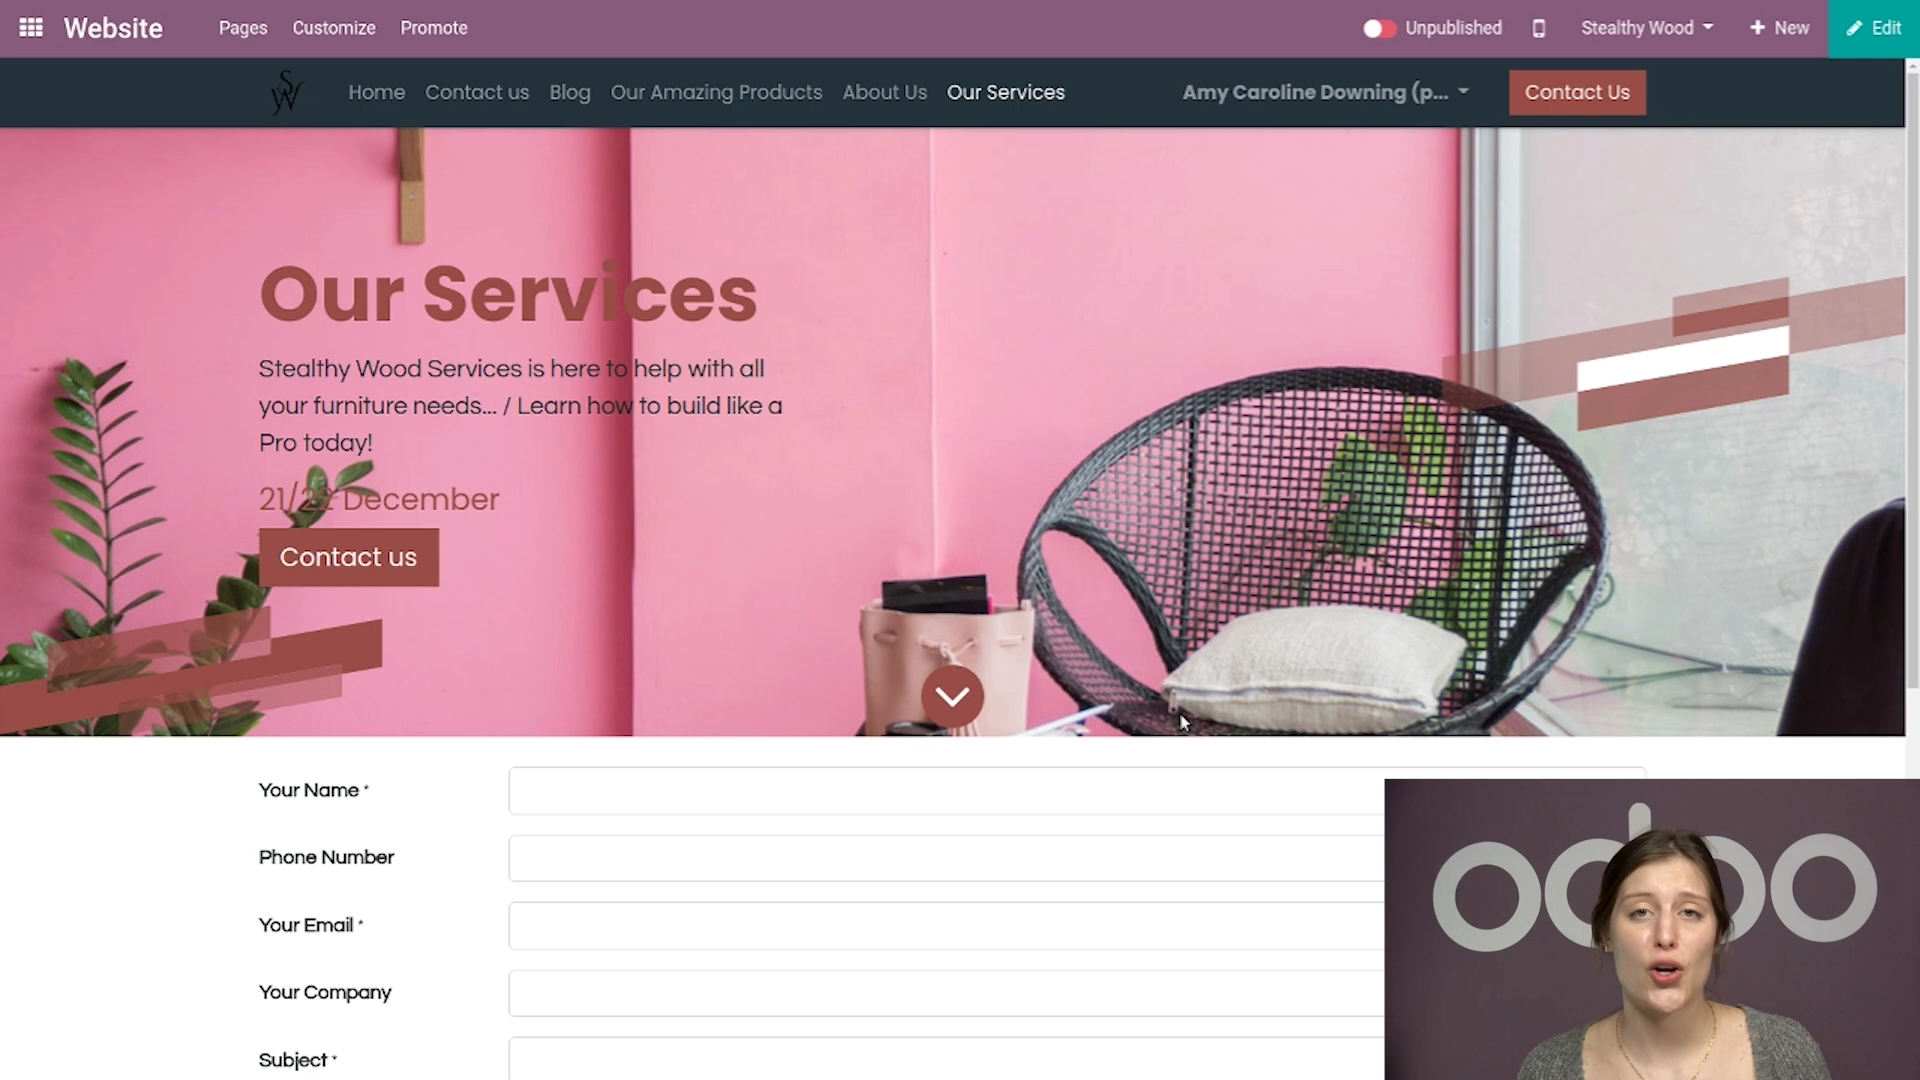 Website
Pages
Customize
Promote
Unpublished
Stealthy Wood
New
Edit
SW
Home
Contact us
Blog
Our Amazing Products
About Us
Our Services
Amy Caroline Downing (p...
Contact Us
Our Services
Stealthy Wood Services is here to help with all
your furniture needs... / Learn how to build like a
Pro today!
21/22 December
Contact us
Your Name *
Phone Number
Your Email *
Your Company
Subject *
odoo